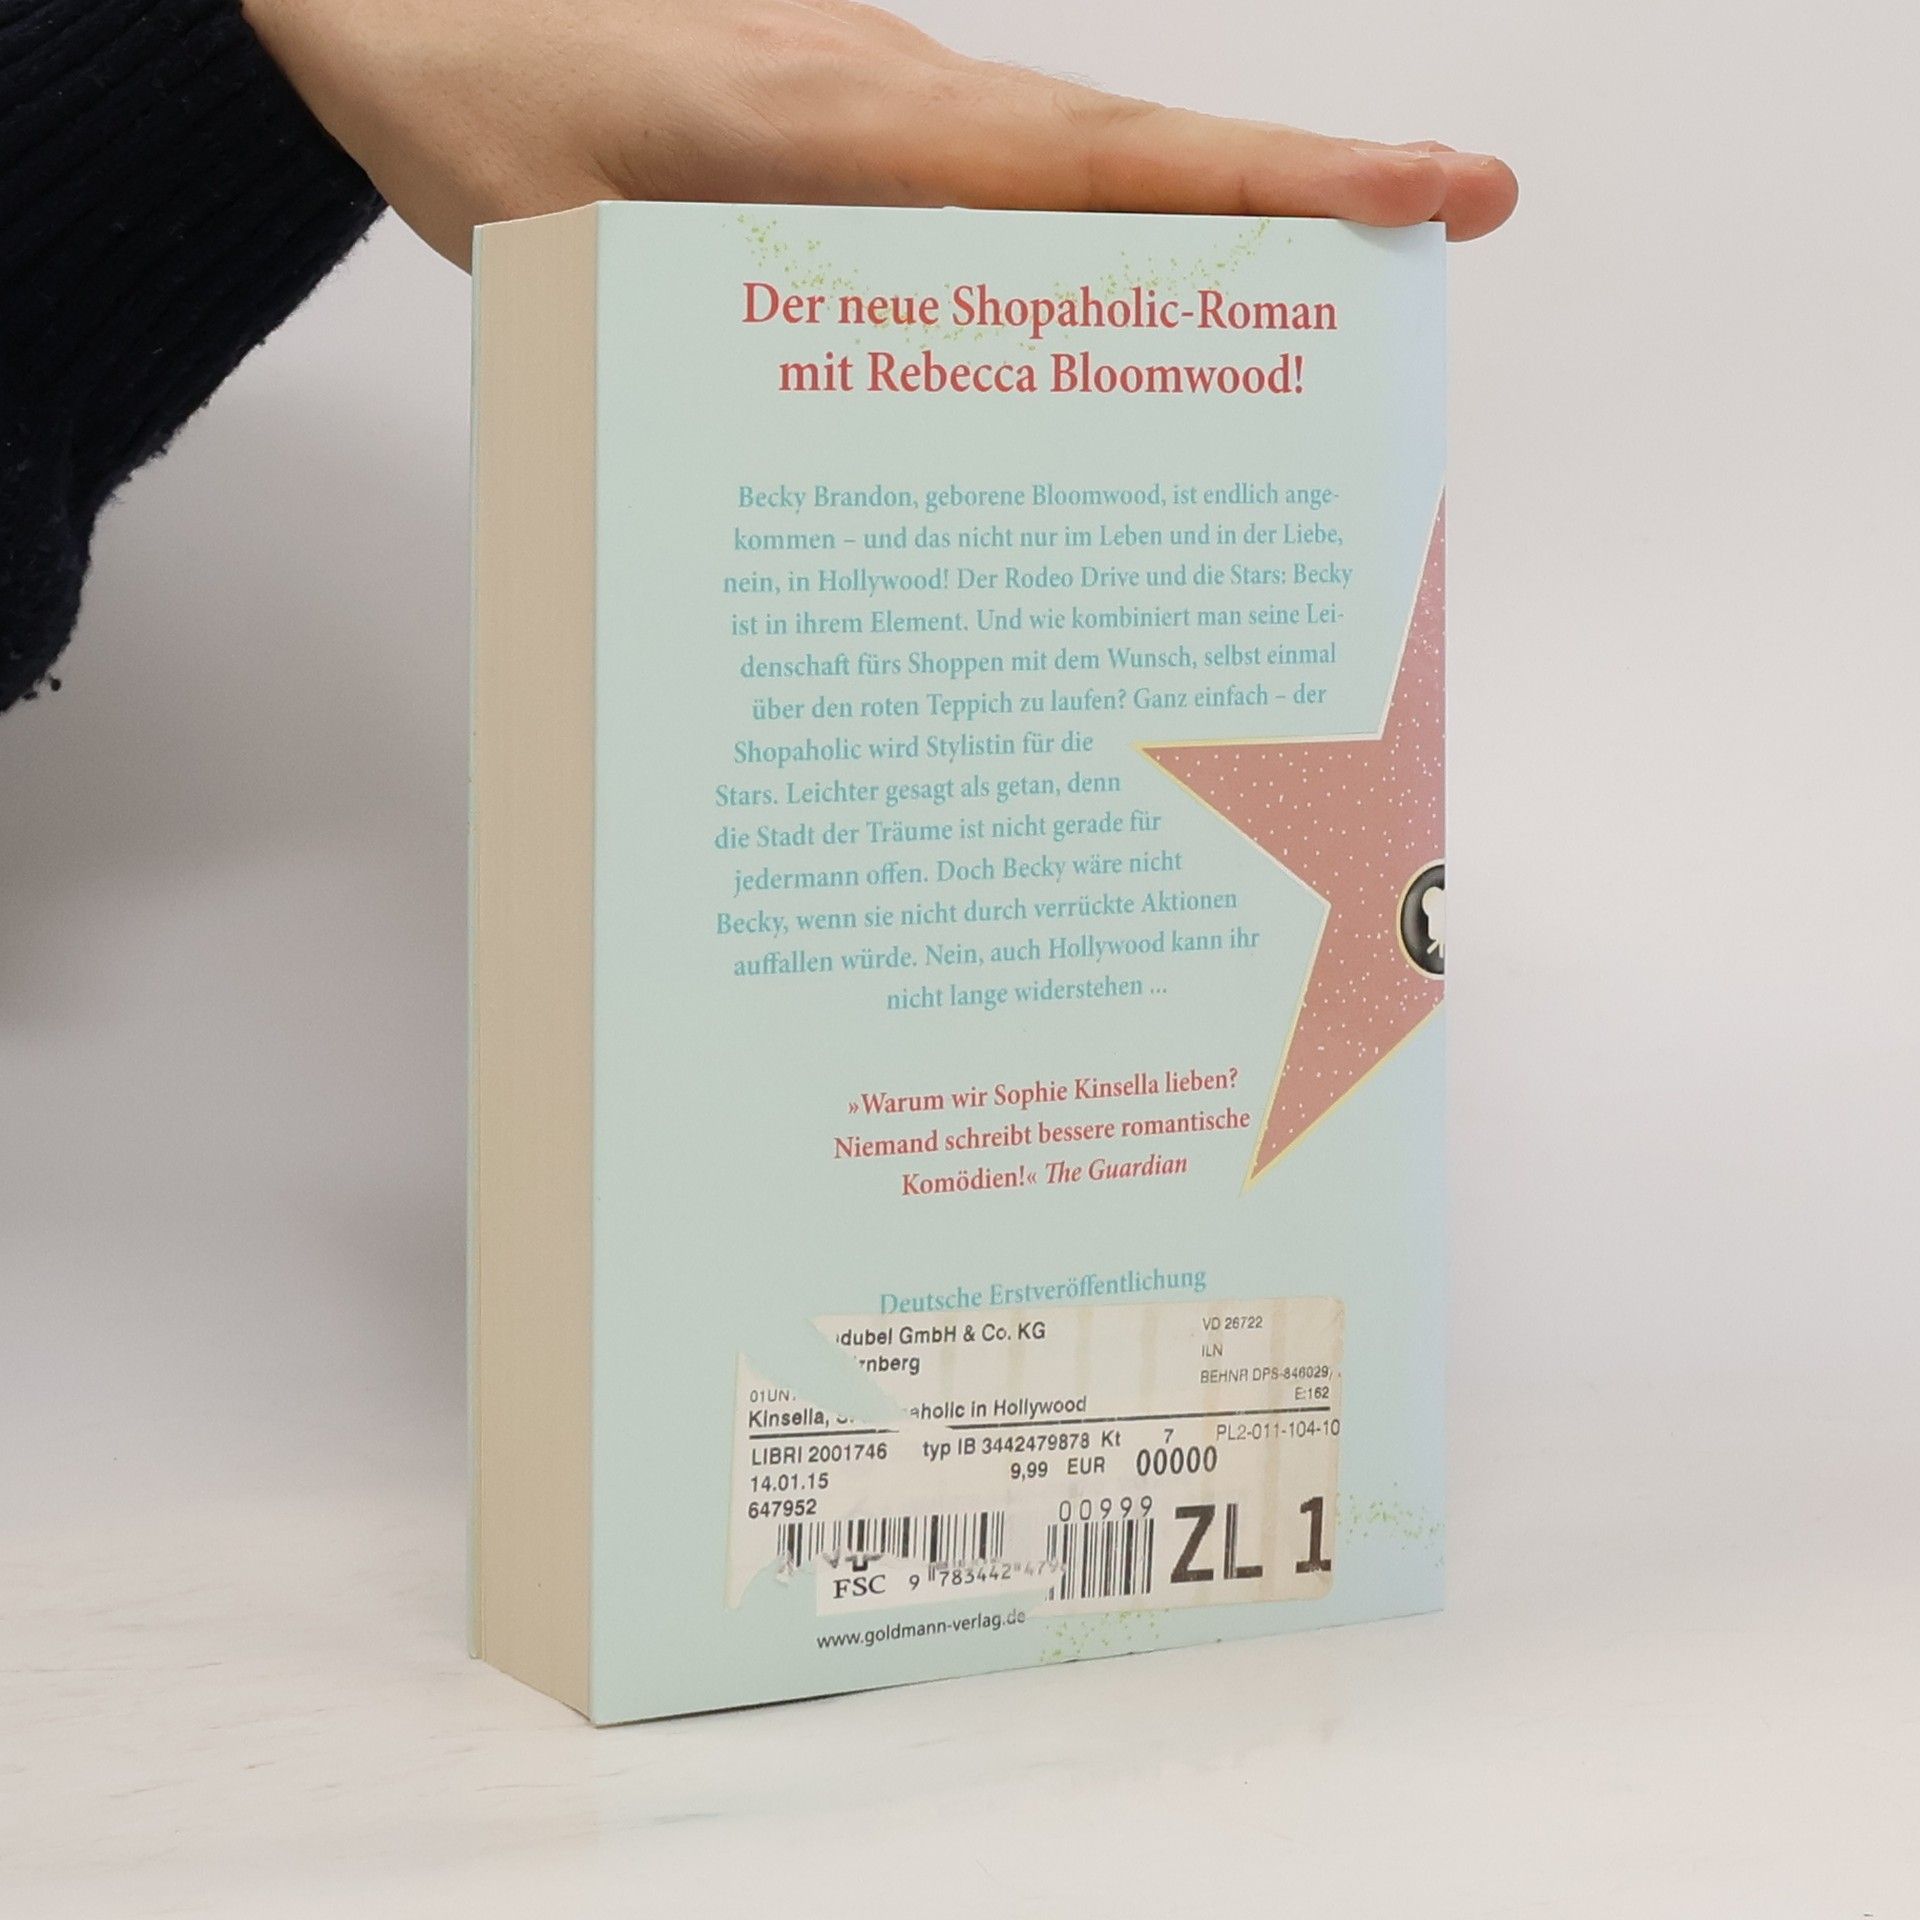 Der neue Shopaholic-Roman
mit Rebecca Bloomwood!
Becky Brandon, geborene Bloomwood, ist endlich ange-
kommen – und das nicht nur im Leben und in der Liebe,
nein, in Hollywood! Der Rodeo Drive und die Stars: Becky
ist in ihrem Element. Und wie kombiniert man seine Lei-
denschaft fürs Shoppen mit dem Wunsch, selbst einmal
über den roten Teppich zu laufen? Ganz einfach – der
Shopaholic wird Stylistin für die
Stars. Leichter gesagt als getan, denn
die Stadt der Träume ist nicht gerade für
jedermann offen. Doch Becky wäre nicht
Becky, wenn sie nicht durch verrückte Aktionen
auffallen würde. Nein, auch Hollywood kann ihr
nicht lange widerstehen ...
»Warum wir Sophie Kinsella lieben?
Niemand schreibt bessere romantische
Komödien!« The Guardian
Deutsche Erstveröffentlichung
dubel GmbH & Co. KG VD 26722
rnberg ILN
BEHNR DPS-846029
01UN. E:162
Kinsella, aholic in Hollywood
LIBRI 2001746 typ IB 3442479878 Kt 7 PL2-011-104-10
14.01.15 9,99 EUR 00000
647952 00999
ZL 1
FSC 9 783442 479
www.goldmann-verlag.de